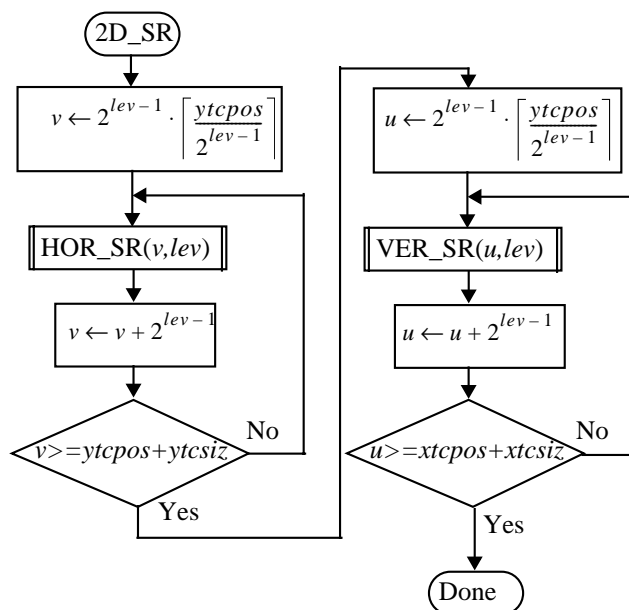 2D_SR
v ← 2^{lev−1} · ⌈ytcpos / 2^{lev−1}⌉
HOR_SR(v,lev)
v ← v + 2^{lev−1}
v>=ytcpos+ytcsiz
No
Yes
u ← 2^{lev−1} · ⌈ytcpos / 2^{lev−1}⌉
VER_SR(u,lev)
u ← u + 2^{lev−1}
u>=xtcpos+xtcsiz
No
Yes
Done